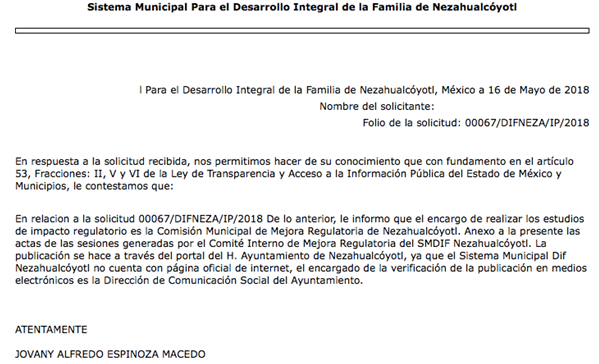 Sistema Municipal Para el Desarrollo Integral de la Familia de Nezahualcóyotl
l Para el Desarrollo Integral de la Familia de Nezahualcóyotl, México a 16 de Mayo de 2018
Nombre del solicitante:
Folio de la solicitud: 00067/DIFNEZA/IP/2018
En respuesta a la solicitud recibida, nos permitimos hacer de su conocimiento que con fundamento en el artículo
53, Fracciones: II, V y VI de la Ley de Transparencia y Acceso a la Información Pública del Estado de México y
Municipios, le contestamos que:
En relacion a la solicitud 00067/DIFNEZA/IP/2018 De lo anterior, le informo que el encargo de realizar los estudios
de impacto regulatorio es la Comisión Municipal de Mejora Regulatoria de Nezahualcóyotl. Anexo a la presente las
actas de las sesiones generadas por el Comité Interno de Mejora Regulatoria del SMDIF Nezahualcóyotl. La
publicación se hace a través del portal del H. Ayuntamiento de Nezahualcóyotl, ya que el Sistema Municipal Dif
Nezahualcóyotl no cuenta con página oficial de internet, el encargado de la verificación de la publicación en medios
electrónicos es la Dirección de Comunicación Social del Ayuntamiento.
ATENTAMENTE
JOVANY ALFREDO ESPINOZA MACEDO